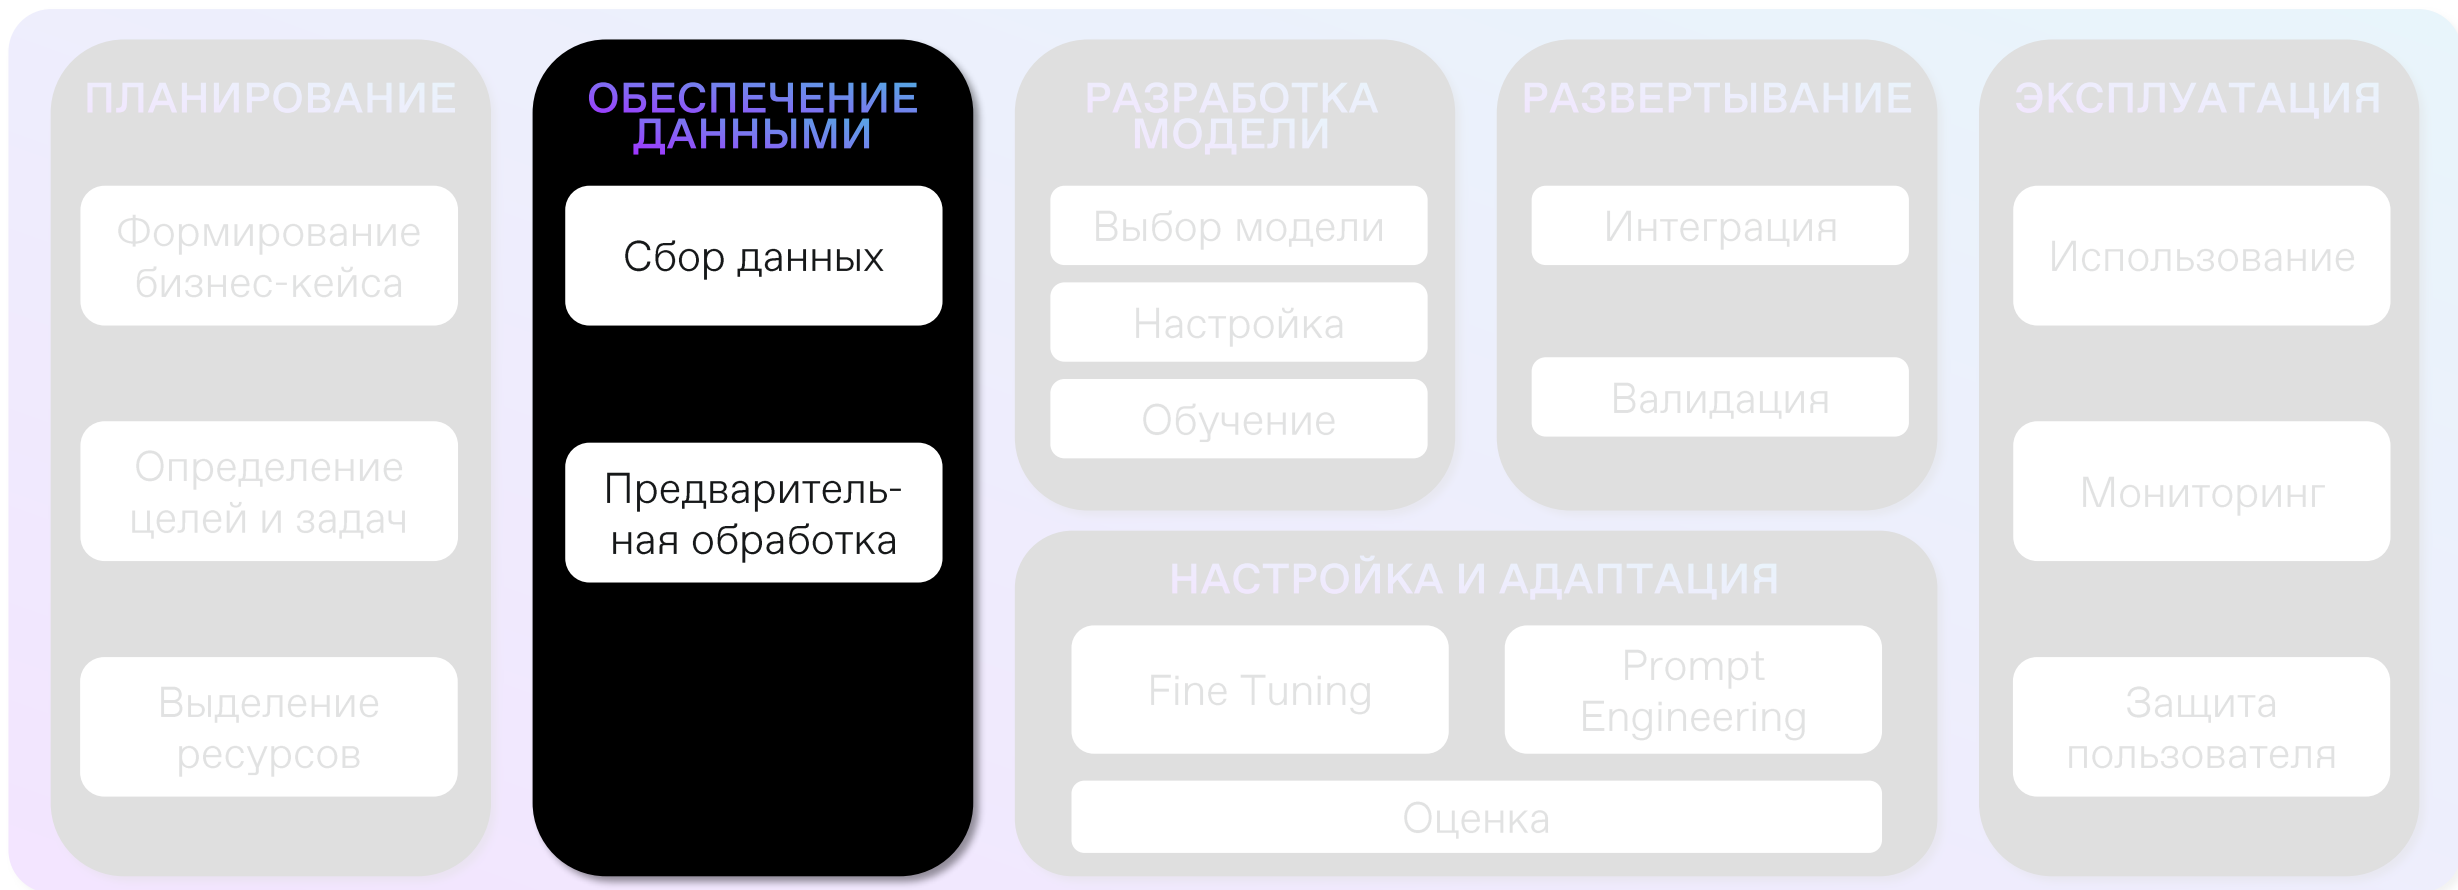 ПЛАНИРОВАНИЕ
Формирование
бизнес-кейса
Определение
целей и задач
Выделение
ресурсов
ОБЕСПЕЧЕНИЕ
ДАННЫМИ
Сбор данных
Предваритель-
ная обработка
РАЗРАБОТКА
МОДЕЛИ
Выбор модели
Настройка
Обучение
РАЗВЕРТЫВАНИЕ
Интеграция
Валидация
НАСТРОЙКА И АДАПТАЦИЯ
Fine Tuning
Prompt
Engineering
Оценка
ЭКСПЛУАТАЦИЯ
Использование
Мониторинг
Защита
пользователя